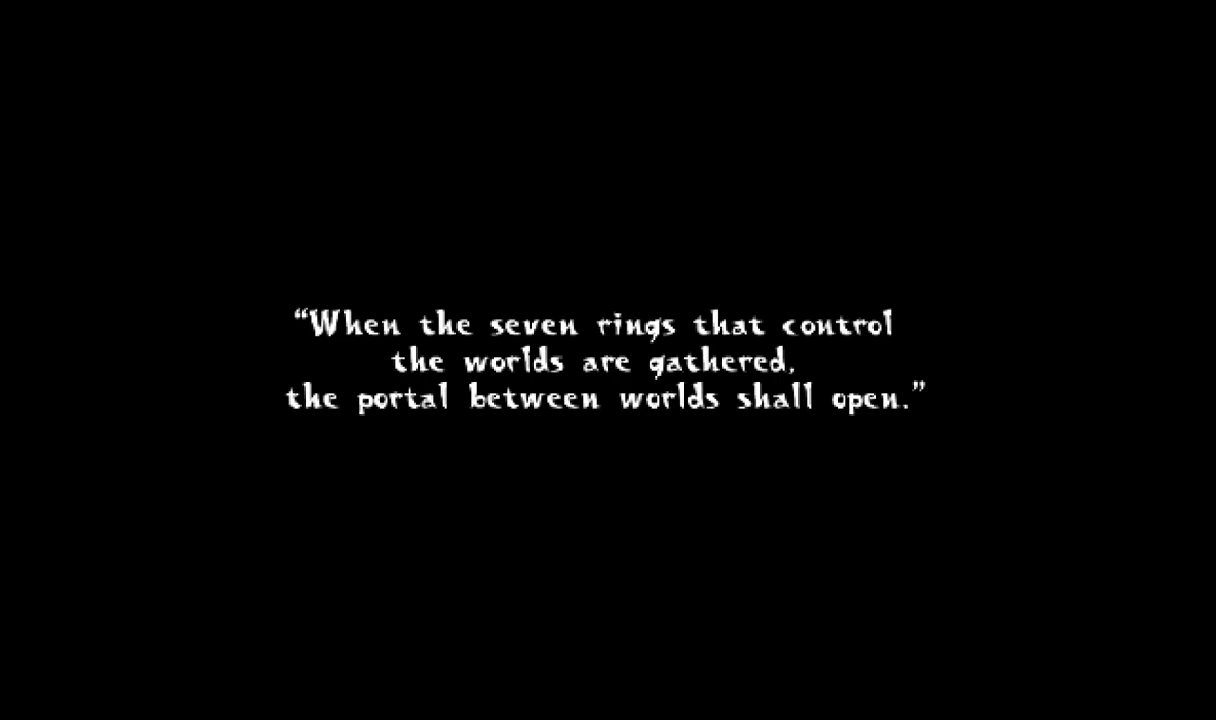 “When the seven rings that control
the worlds are gathered,
the portal between worlds shall open.”